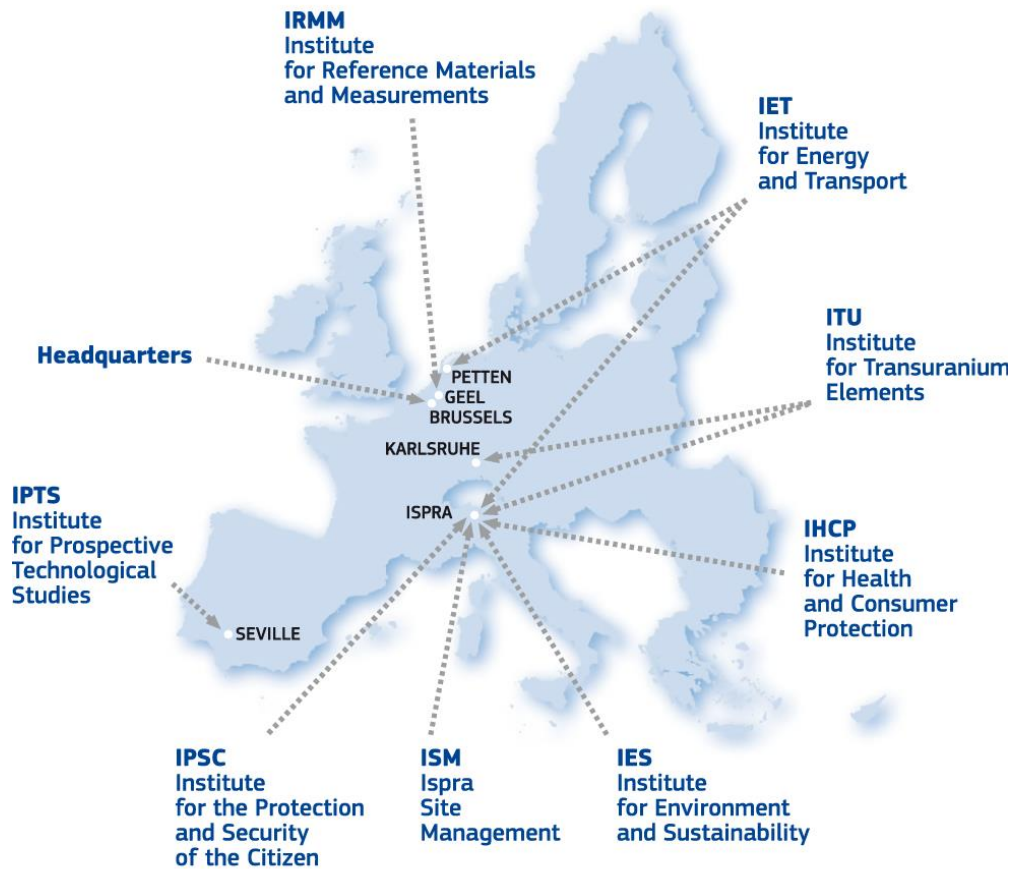 IRMM
Institute
for Reference Materials
and Measurements
IET
Institute
for Energy
and Transport
ITU
Institute
for Transuranium
Elements
Headquarters
PETTEN
GEEL
BRUSSELS
KARLSRUHE
ISPRA
IPTS
Institute
for Prospective
Technological
Studies
SEVILLE
IHCP
Institute
for Health
and Consumer
Protection
IPSC
Institute
for the Protection
and Security
of the Citizen
ISM
Ispra
Site
Management
IES
Institute
for Environment
and Sustainability